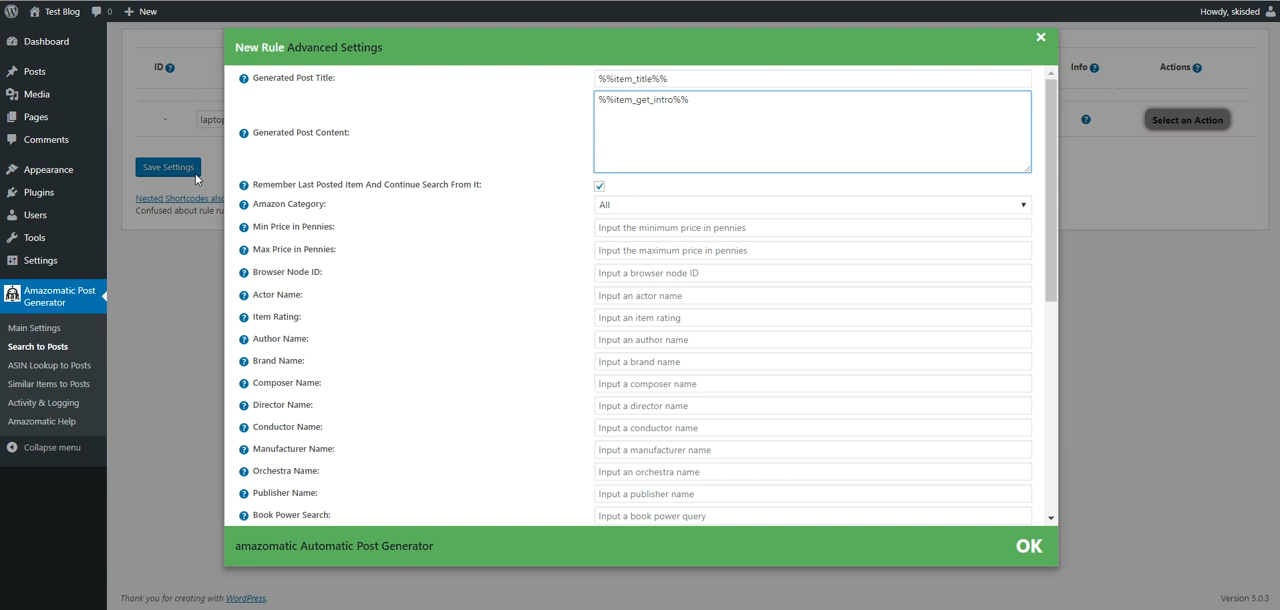 Test Blog 0 + New Howdy, skisded
Dashboard
Posts
Media
Pages
Comments
Appearance
Plugins
Users
Tools
Settings
Amazomatic Post
Generator
Main Settings
Search to Posts
ASIN Lookup to Posts
Similar Items to Posts
Activity & Logging
Amazomatic Help
Collapse menu
ID ? Info ? Actions ?
- laptop ? Select an Action
Save Settings
Nested Shortcodes also
Confused about rule ru
New Rule Advanced Settings ×
? Generated Post Title: %%item_title%%
? Generated Post Content: %%item_get_intro%%
? Remember Last Posted Item And Continue Search From It:
? Amazon Category: All
? Min Price in Pennies: Input the minimum price in pennies
? Max Price in Pennies: Input the maximum price in pennies
? Browser Node ID: Input a browser node ID
? Actor Name: Input an actor name
? Item Rating: Input an item rating
? Author Name: Input an author name
? Brand Name: Input a brand name
? Composer Name: Input a composer name
? Director Name: Input a director name
? Conductor Name: Input a conductor name
? Manufacturer Name: Input a manufacturer name
? Orchestra Name: Input an orchestra name
? Publisher Name: Input a publisher name
? Book Power Search: Input a book power query
amazomatic Automatic Post Generator OK
Thank you for creating with WordPress. Version 5.0.3